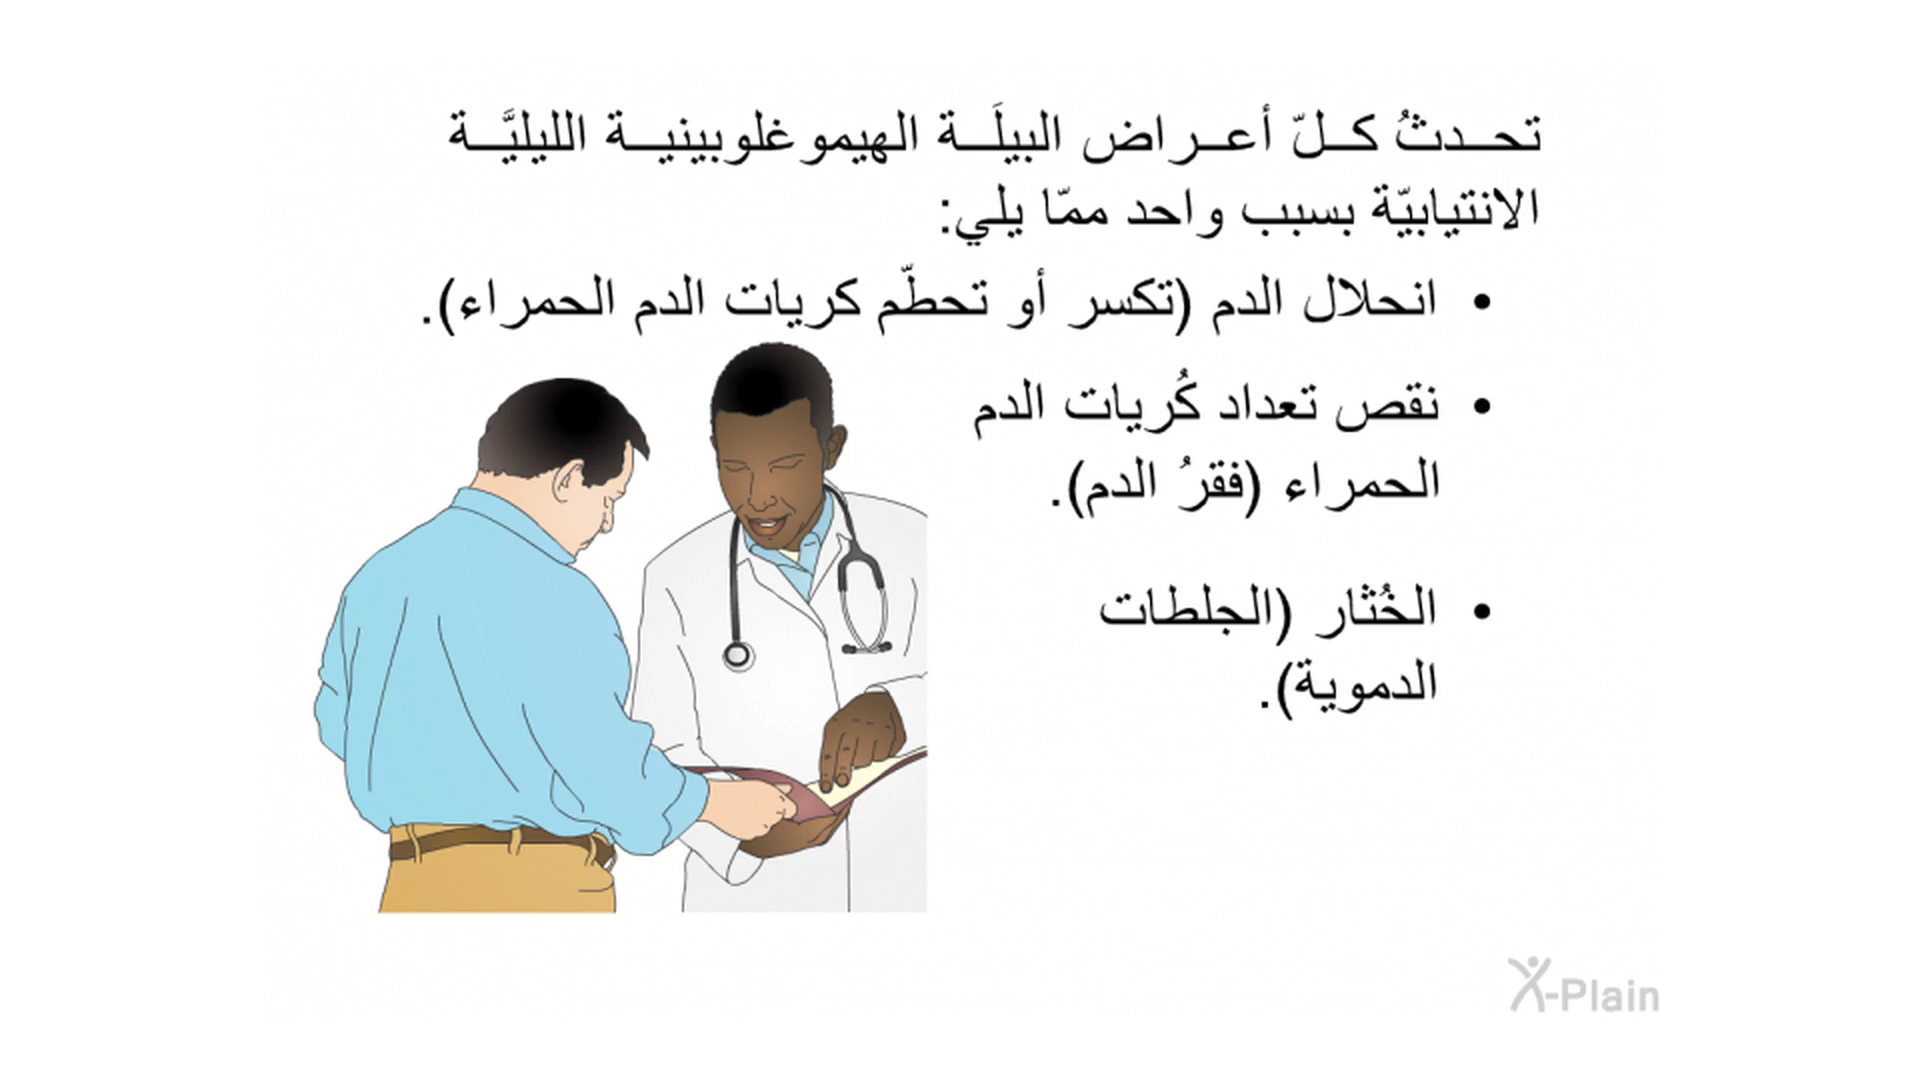 تحدثُ كلّ أعراض البيلَة الهيموغلوبينية الليليَّة
الانتيابيّة بسبب واحد ممّا يلي:
• انحلال الدم (تكسر أو تحطّم كريات الدم الحمراء).
• نقص تعداد كُريات الدم
الحمراء (فقرُ الدم).
• الخُثار (الجلطات
الدموية).
X-Plain